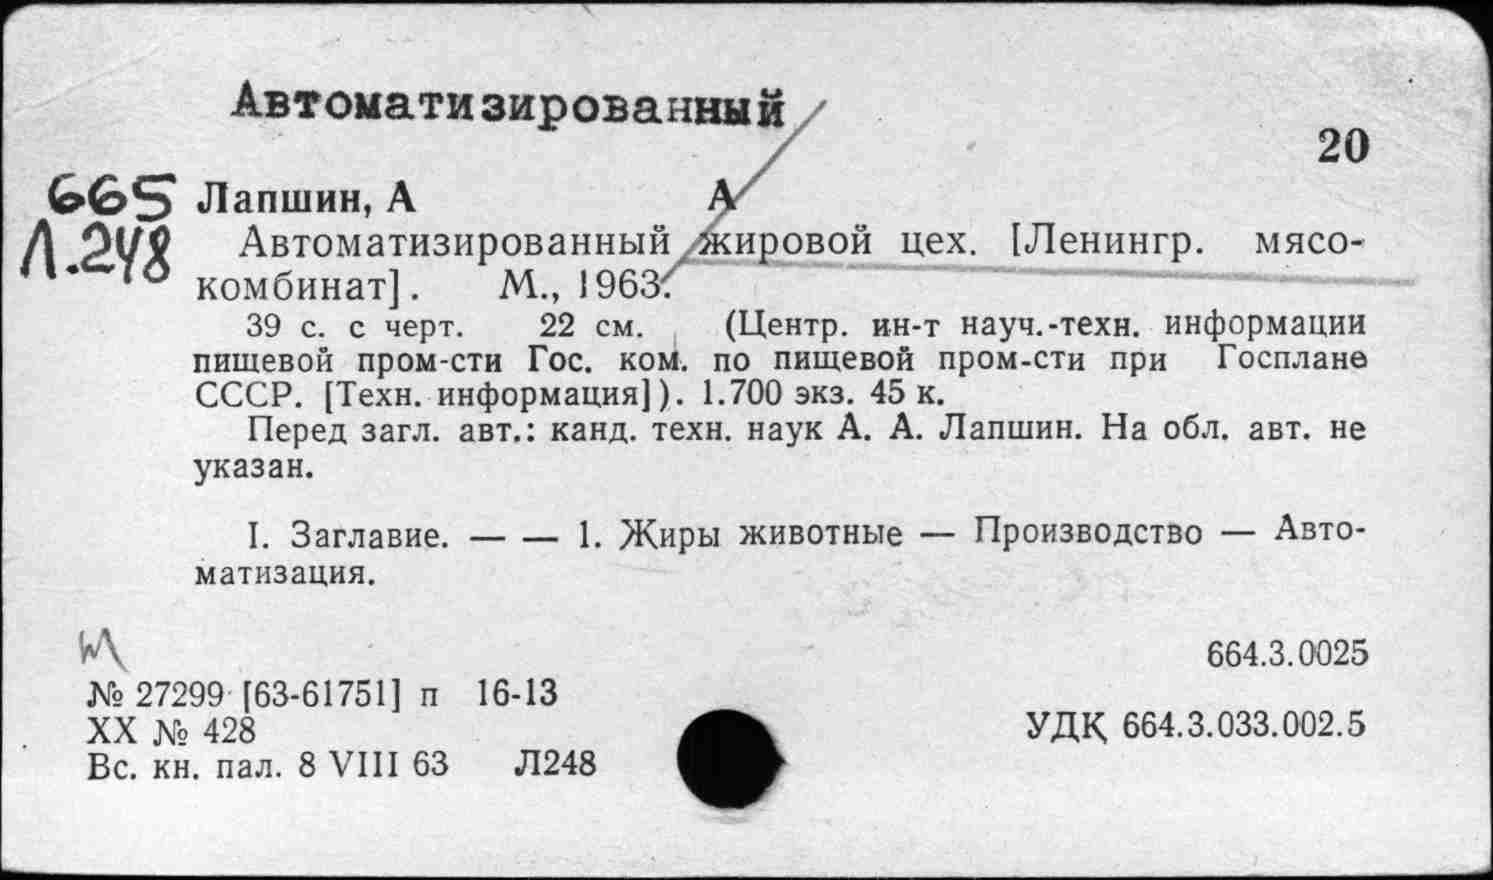 Автоматизированный
20
665 Лапшин, А А
Л.248 Автоматизированный жировой цех. [Ленингр. мясо-
комбинат]. М., 1963.
39 с. с черт. 22 см. (Центр. ин-т науч.-техн. информации
пищевой пром-сти Гос. ком. по пищевой пром-сти при Госплане
СССР. [Техн. информация]). 1.700 экз. 45 к.
Перед загл. авт.: канд. техн. наук А. А. Лапшин. На обл. авт. не
указан.
I. Заглавие. — — 1. Жиры животные — Производство — Авто-
матизация.
664.3.0025
№ 27299 [63-61751] п 16-13
XX № 428
УДК 664.3.033.002.5
Вс. кн. пал. 8 VIII 63 Л248